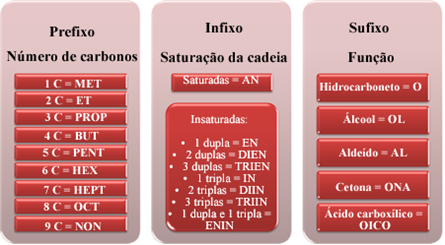 Prefixo
Número de carbonos
1 C = MET
2 C = ET
3 C = PROP
4 C = BUT
5 C = PENT
6 C = HEX
7 C = HEPT
8 C = OCT
9 C = NON
Infixo
Saturação da cadeia
Saturadas = AN
Insaturadas:
• 1 dupla = EN
• 2 duplas = DIEN
• 3 duplas = TRIEN
• 1 tripla = IN
• 2 triplas = DIIN
• 3 triplas = TRIIN
• 1 dupla e 1 tripla =
ENIN
Sufixo
Função
Hidrocarboneto = O
Álcool = OL
Aldeído = AL
Cetona = ONA
Ácido carboxílico =
OICO